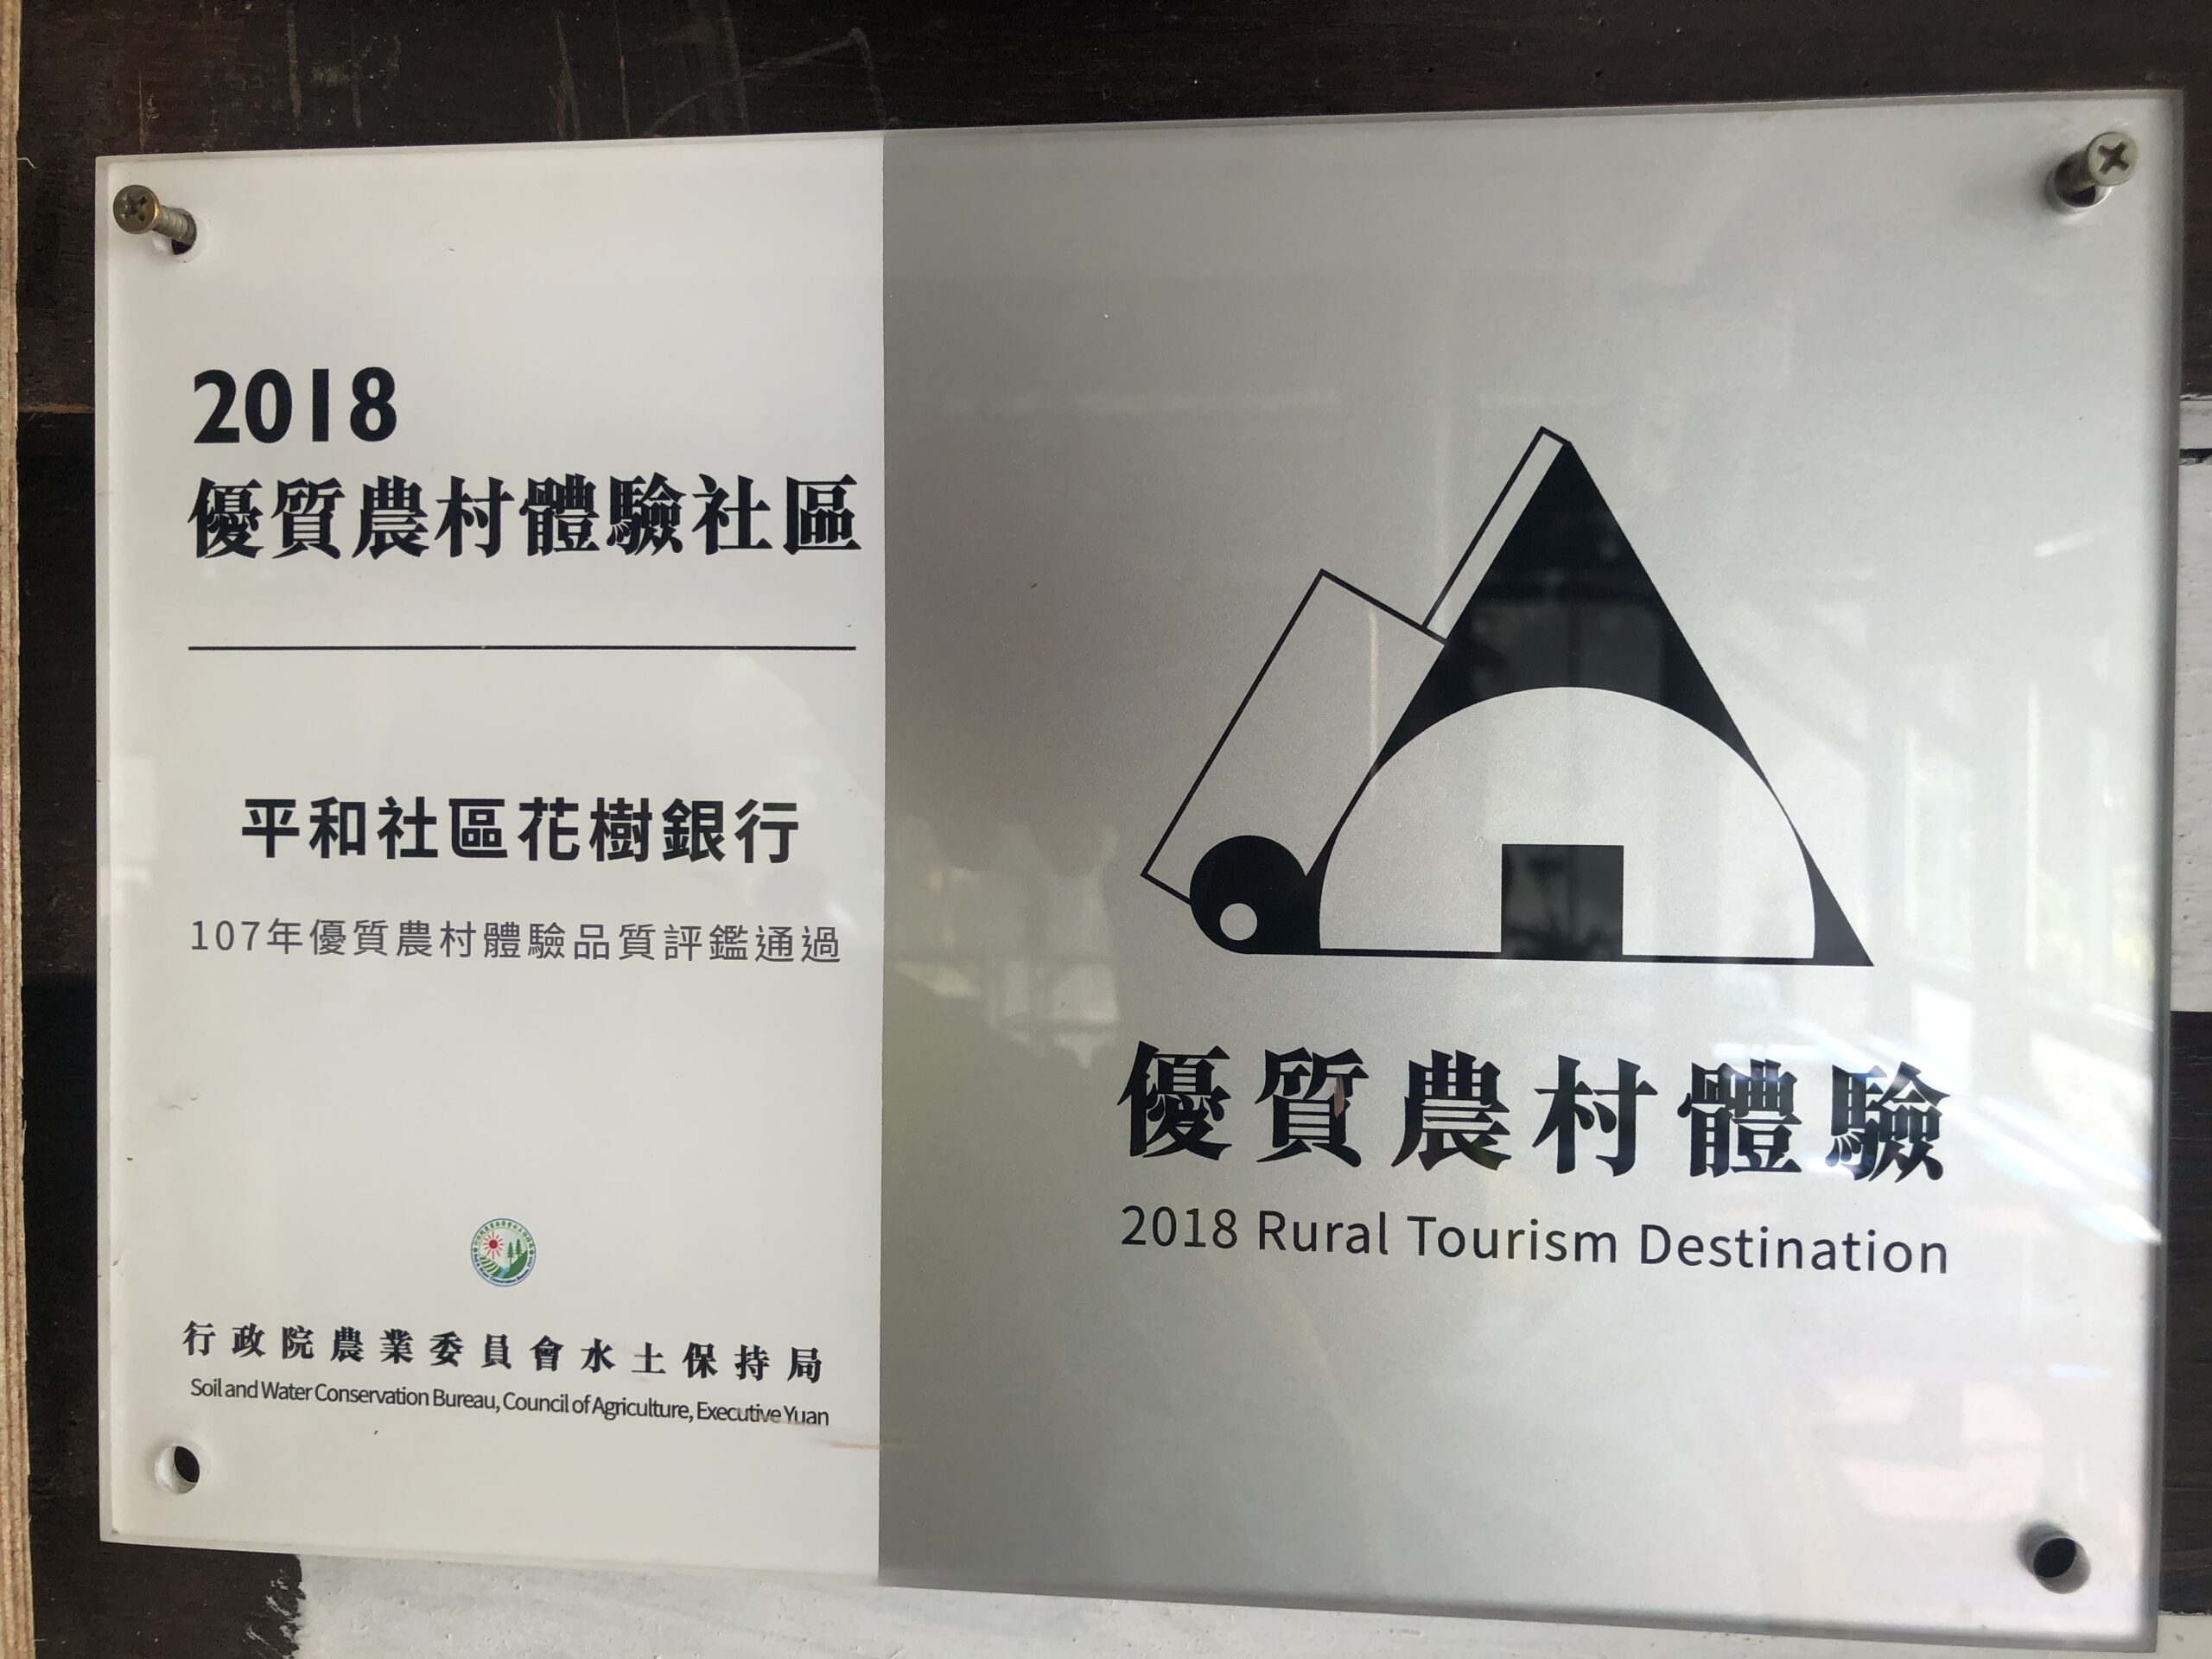 2018
優質農村體驗社區
平和社區花樹銀行
107年優質農村體驗品質評鑑通過
行政院農業委員會水土保持局
Soil and Water Conservation Bureau, Council of Agriculture, Executive Yuan
優質農村體驗
2018 Rural Tourism Destination